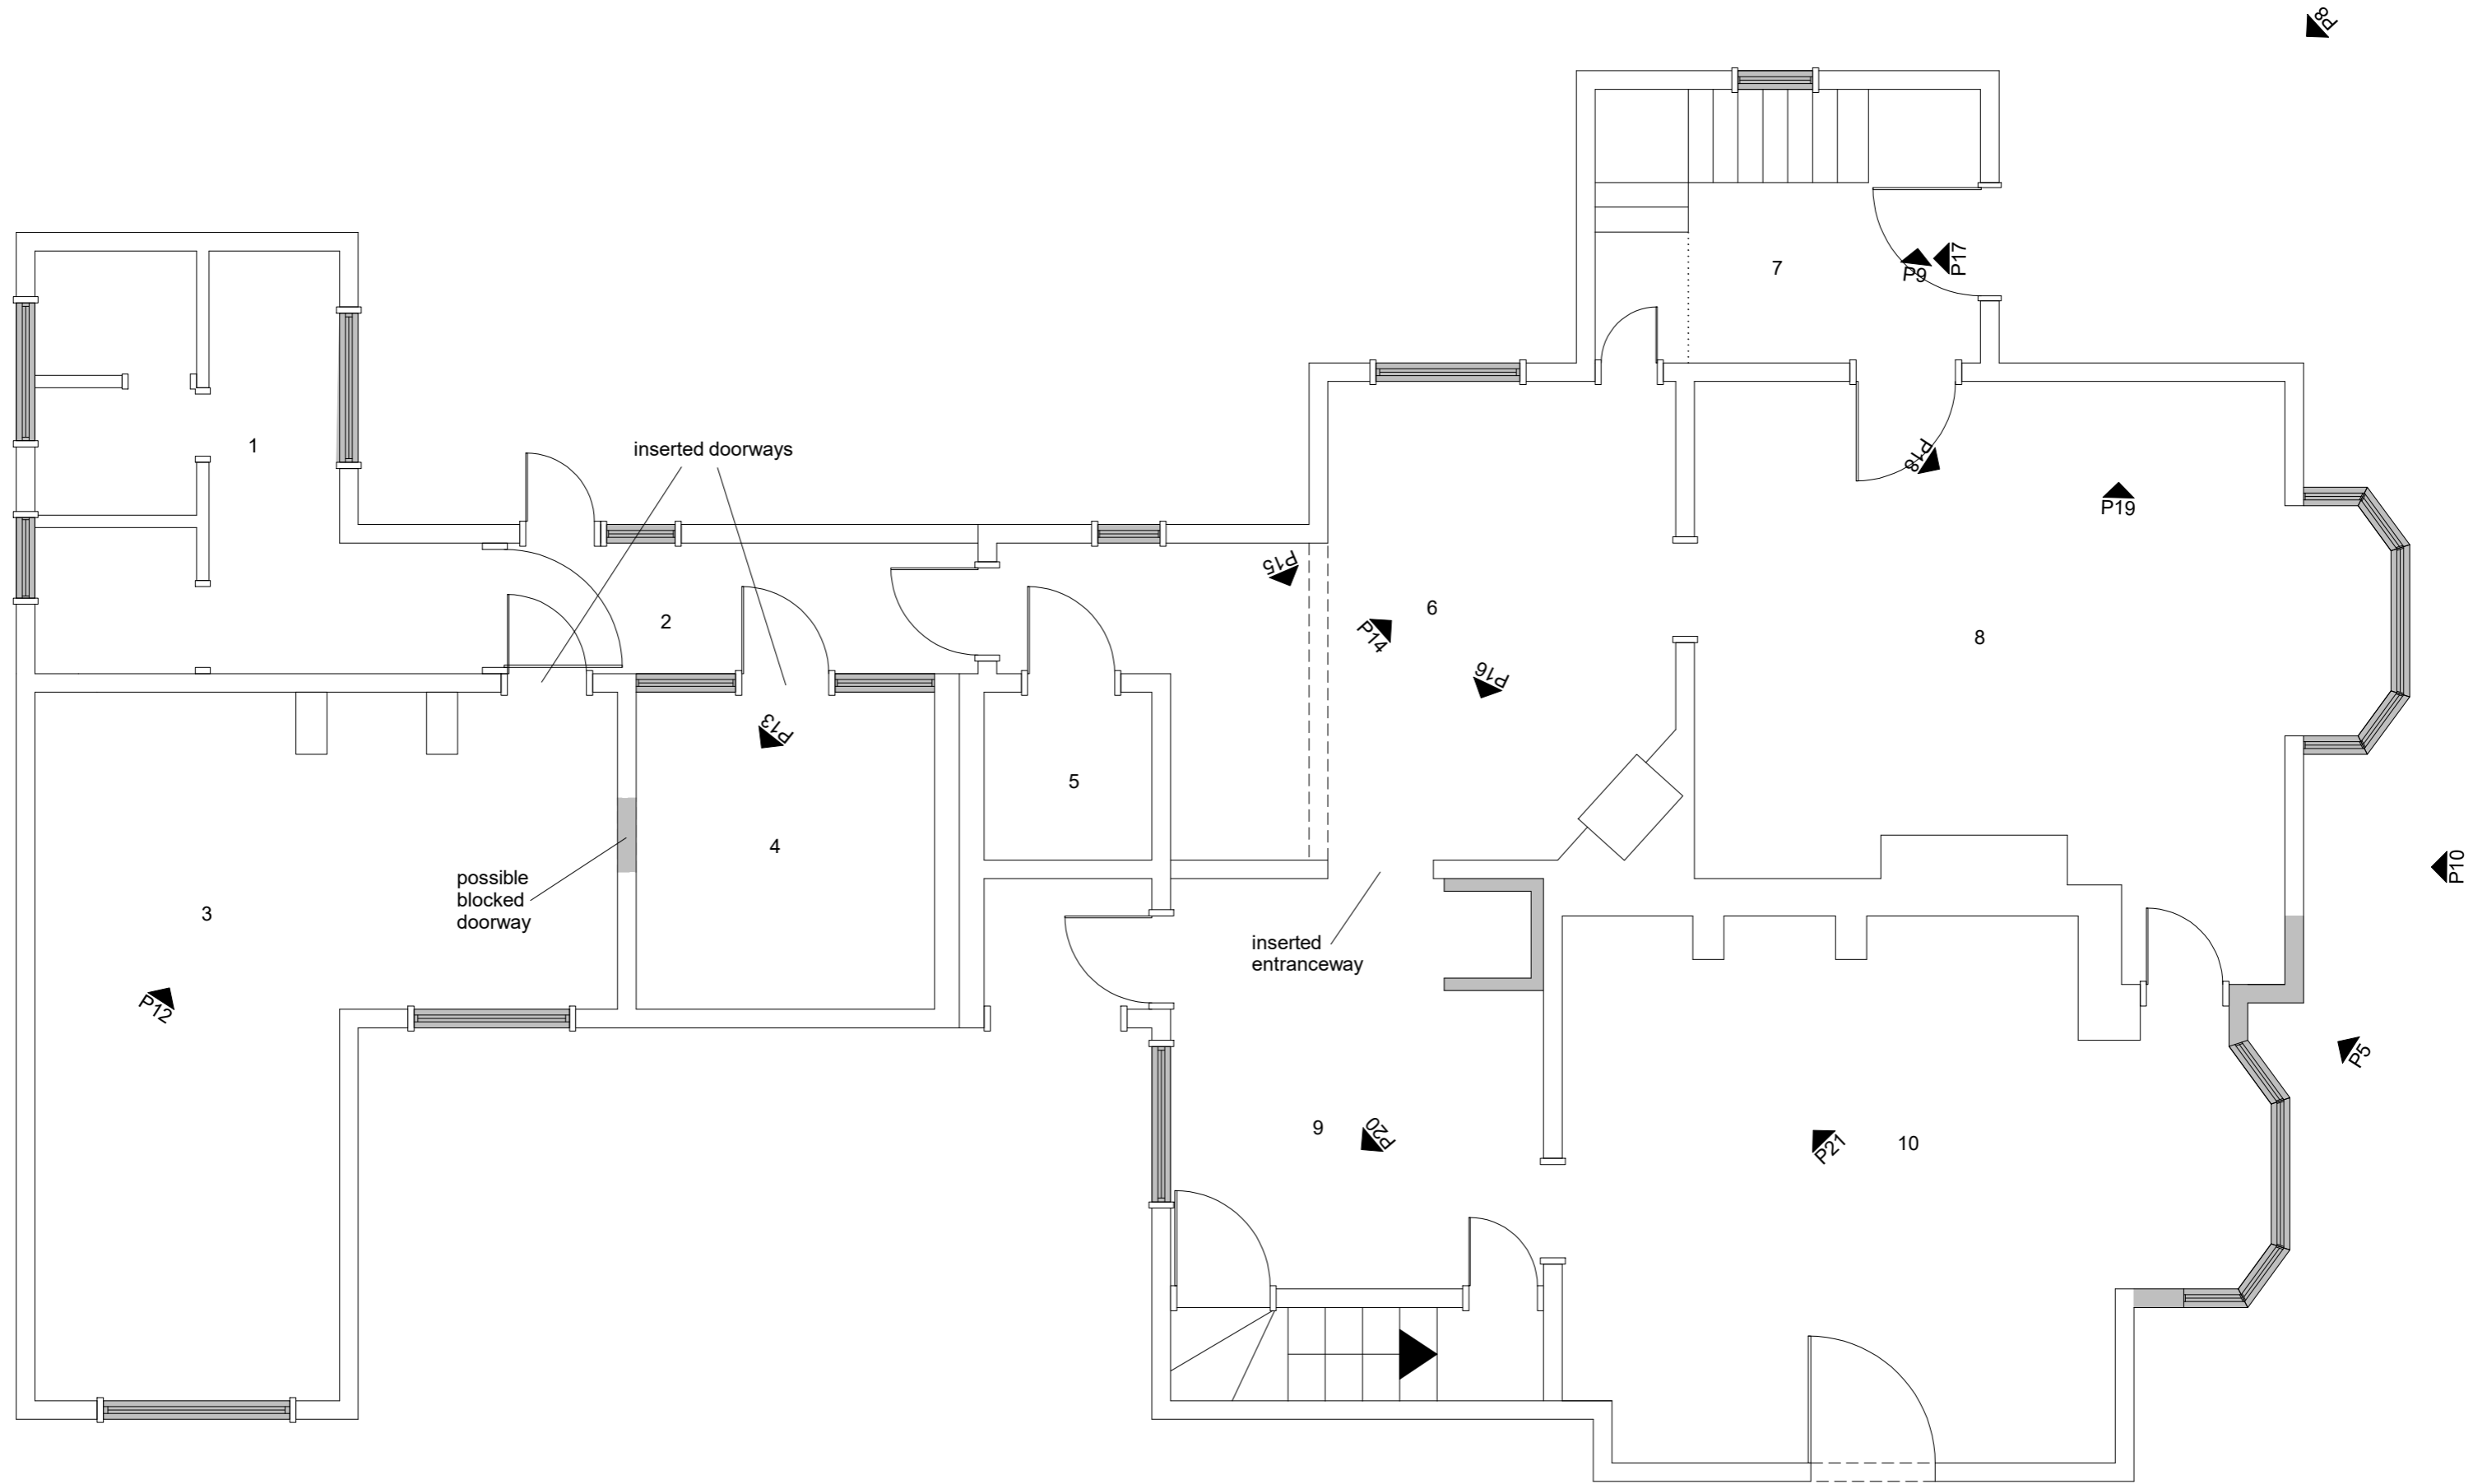 P8
7
P9
P17
1
inserted doorways
P18
P19
P15
2
6
P14
8
P16
P13
5
4
possible
blocked
doorway
3
P10
inserted
entranceway
P12
P5
9
P20
P21
10